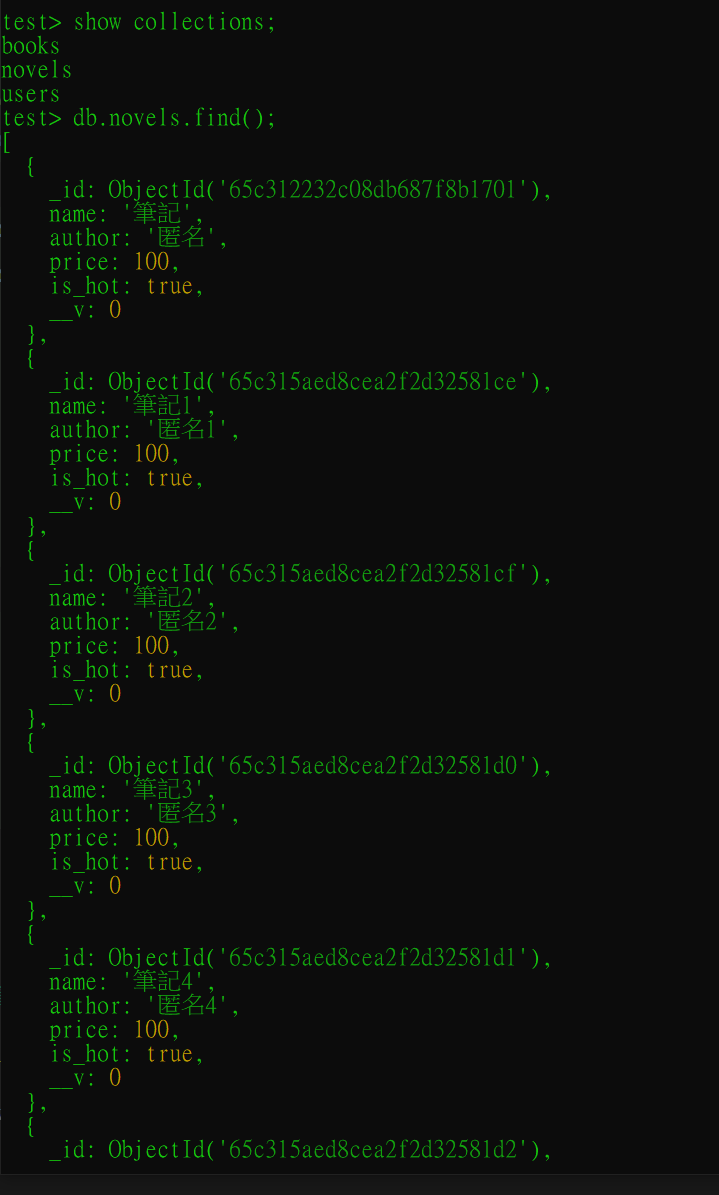 test> show collections;
books
novels
users
test> db.novels.find();
[
  {
    _id: ObjectId('65c312232c08db687f8b1701'),
    name: '筆記',
    author: '匿名',
    price: 100,
    is_hot: true,
    __v: 0
  },
  {
    _id: ObjectId('65c315aed8cea2f2d32581ce'),
    name: '筆記1',
    author: '匿名1',
    price: 100,
    is_hot: true,
    __v: 0
  },
  {
    _id: ObjectId('65c315aed8cea2f2d32581cf'),
    name: '筆記2',
    author: '匿名2',
    price: 100,
    is_hot: true,
    __v: 0
  },
  {
    _id: ObjectId('65c315aed8cea2f2d32581d0'),
    name: '筆記3',
    author: '匿名3',
    price: 100,
    is_hot: true,
    __v: 0
  },
  {
    _id: ObjectId('65c315aed8cea2f2d32581d1'),
    name: '筆記4',
    author: '匿名4',
    price: 100,
    is_hot: true,
    __v: 0
  },
  {
    _id: ObjectId('65c315aed8cea2f2d32581d2'),